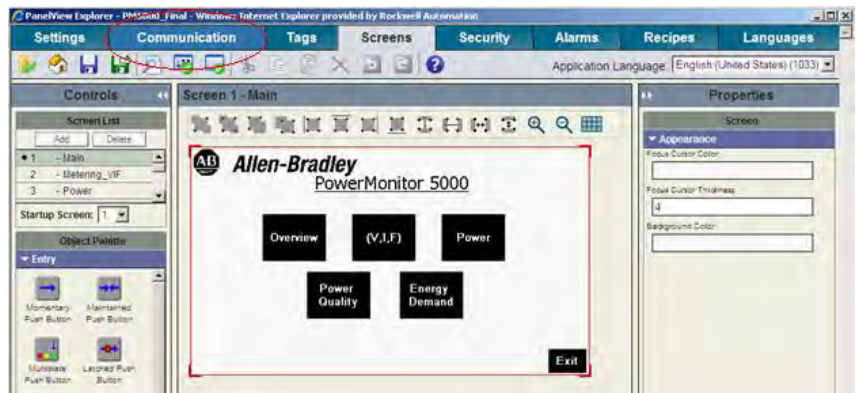 PanelView Explorer - PM5000_Final - Windows Internet Explorer provided by Rockwell Automation
Settings Communication Tags Screens Security Alarms Recipes Languages
Application Language: English (United States) (1033)
Controls
Screen List
Add Delete
1 - Main
2 - Metering_VIF
3 - Power
Startup Screen: 1
Object Palette
Entry
Momentary Push Button
Maintained Push Button
Multistate Push Button
Latched Push Button
Screen 1 - Main
AB Allen-Bradley
PowerMonitor 5000
Overview (V,I,F) Power
Power Quality
Energy Demand
Exit
Properties
Screen
Appearance
Focus Cursor Color
Focus Cursor Thickness
4
Background Color